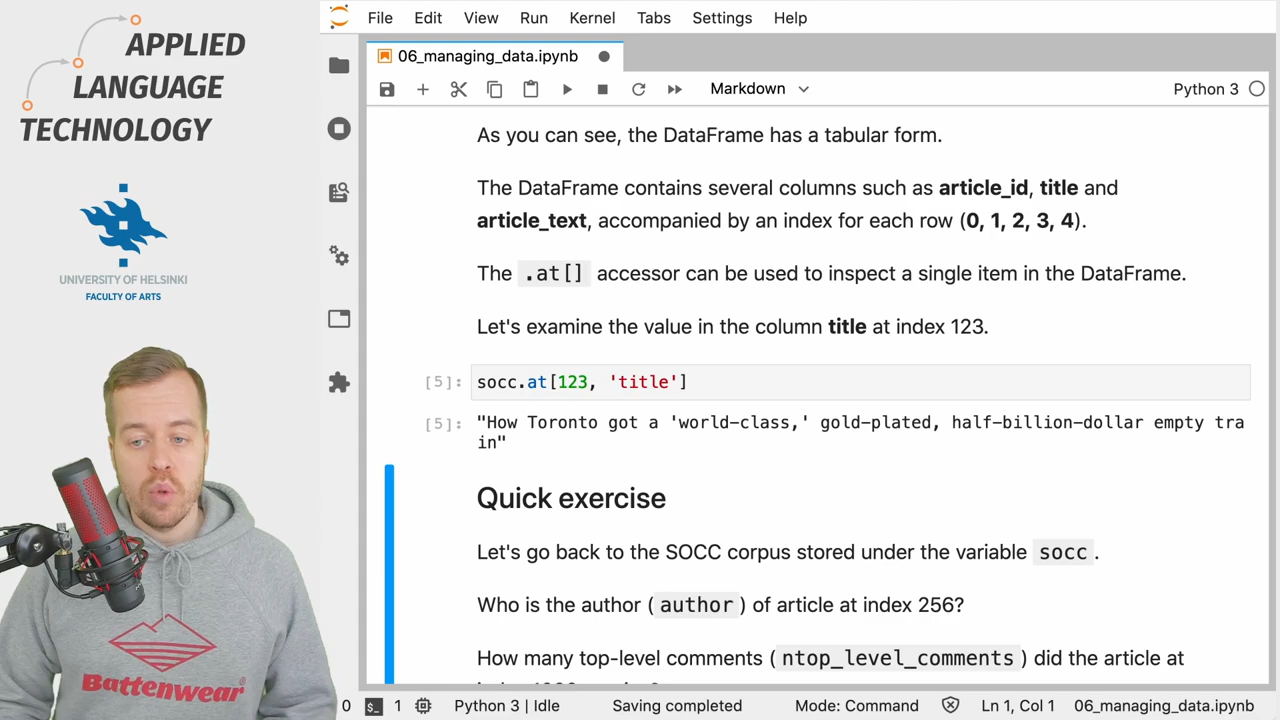 APPLIED
LANGUAGE
TECHNOLOGY
UNIVERSITY OF HELSINKI
FACULTY OF ARTS
Battenwear
File Edit View Run Kernel Tabs Settings Help
06_managing_data.ipynb
Markdown
Python 3
As you can see, the DataFrame has a tabular form.
The DataFrame contains several columns such as article_id, title and
article_text, accompanied by an index for each row (0, 1, 2, 3, 4).
The .at[] accessor can be used to inspect a single item in the DataFrame.
Let's examine the value in the column title at index 123.
[5]: socc.at[123, 'title']
[5]: "How Toronto got a 'world-class,' gold-plated, half-billion-dollar empty tra
in"
Quick exercise
Let's go back to the SOCC corpus stored under the variable socc.
Who is the author (author) of article at index 256?
How many top-level comments (ntop_level_comments) did the article at
0 $_ 1 Python 3 | Idle Saving completed Mode: Command Ln 1, Col 1 06_managing_data.ipynb